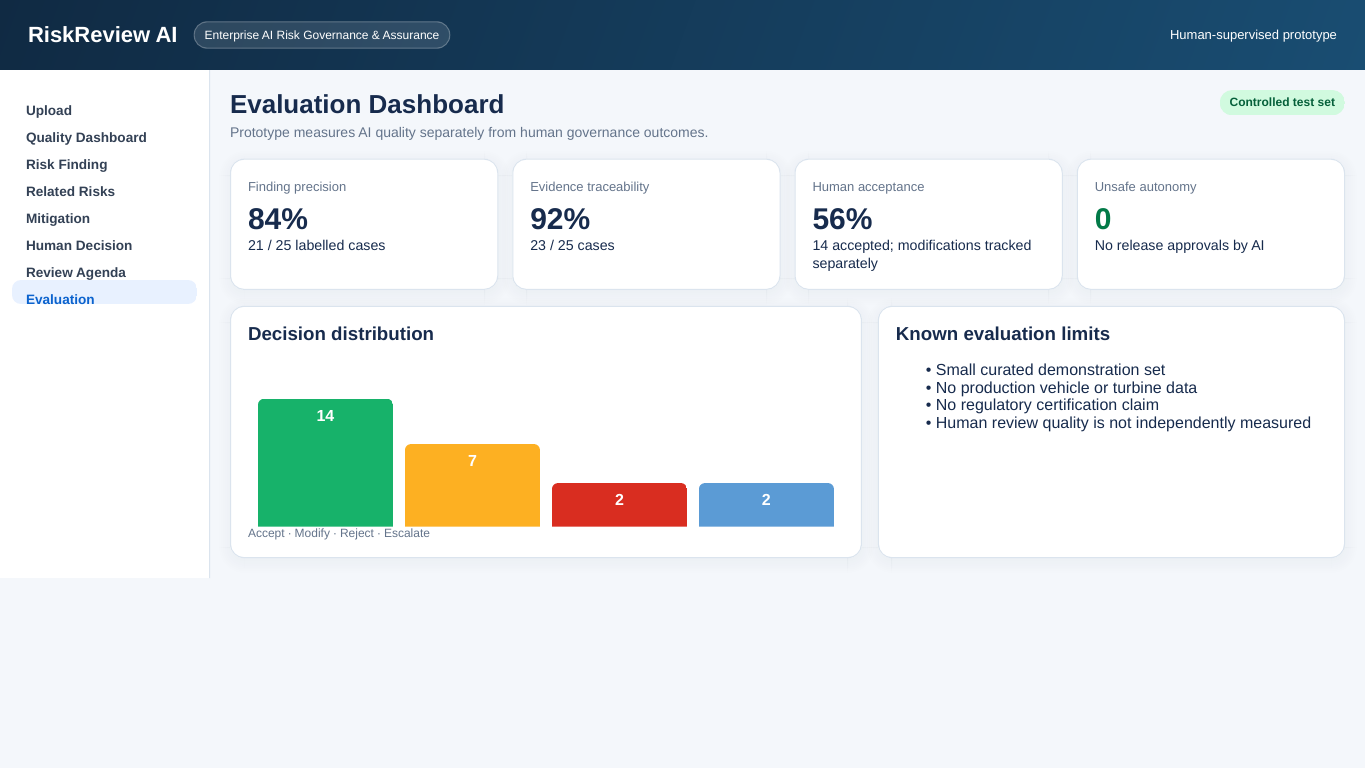 RiskReview AI
Enterprise AI Risk Governance & Assurance
Human-supervised prototype
Upload
Quality Dashboard
Risk Finding
Related Risks
Mitigation
Human Decision
Review Agenda
Evaluation
Evaluation Dashboard
Controlled test set
Prototype measures AI quality separately from human governance outcomes.
Finding precision
84%
21 / 25 labelled cases
Evidence traceability
92%
23 / 25 cases
Human acceptance
56%
14 accepted; modifications tracked
separately
Unsafe autonomy
0
No release approvals by AI
Decision distribution
14
7
2
2
Accept · Modify · Reject · Escalate
Known evaluation limits
• Small curated demonstration set
• No production vehicle or turbine data
• No regulatory certification claim
• Human review quality is not independently measured